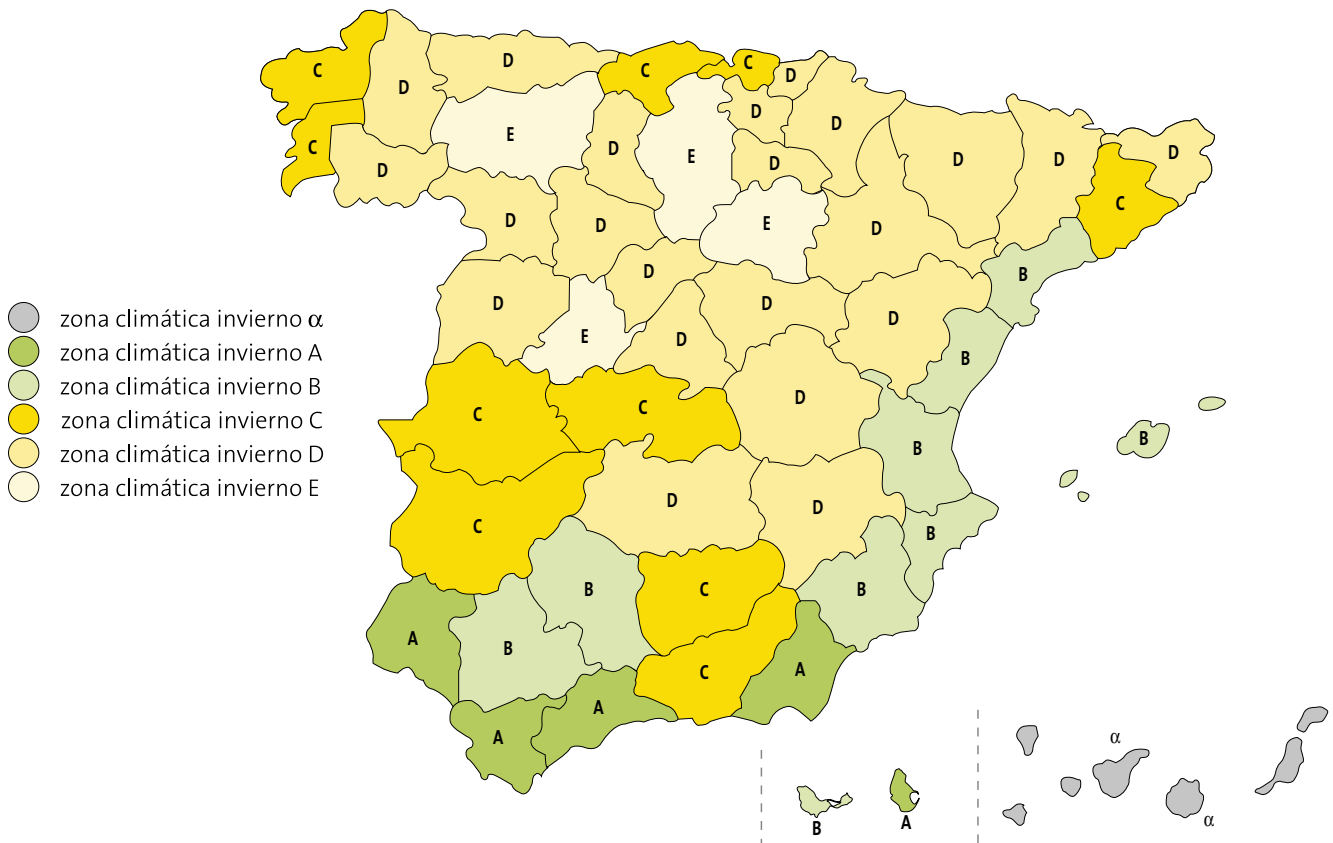 C
D
D
C
C
D
D
D
D
D
D
C
D
E
D
E
D
C
D
D
D
E
D
D
B
D
D
D
E
D
D
B
C
C
D
B
B
C
D
D
B
B
C
B
A
B
C
A
A
A
B
A
α
α
zona climática invierno α
zona climática invierno A
zona climática invierno B
zona climática invierno C
zona climática invierno D
zona climática invierno E